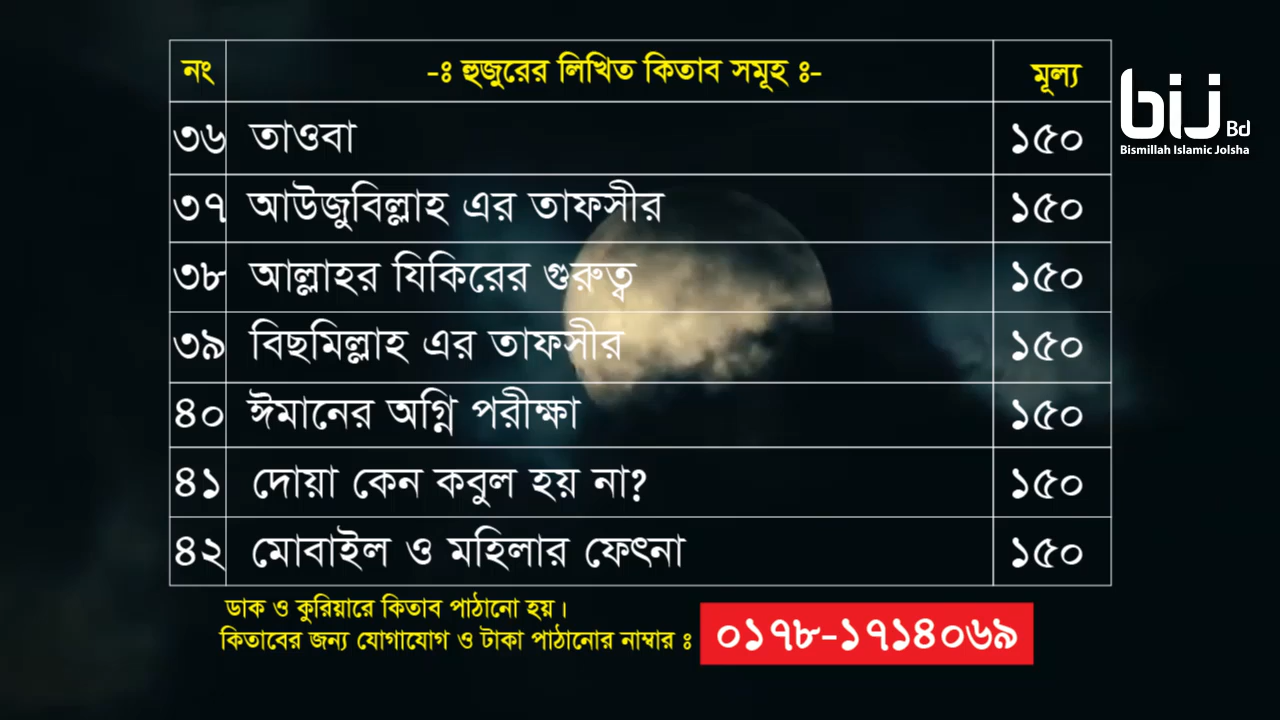 নং -ঃ হুজুরের লিখিত কিতাব সমূহ ঃ- মূল্য
৩৬ তাওবা ১৫০
৩৭ আউজুবিল্লাহ এর তাফসীর ১৫০
৩৮ আল্লাহর যিকিরের গুরুত্ব ১৫০
৩৯ বিছমিল্লাহ এর তাফসীর ১৫০
৪০ ঈমানের অগ্নি পরীক্ষা ১৫০
৪১ দোয়া কেন কবুল হয় না? ১৫০
৪২ মোবাইল ও মহিলার ফেৎনা ১৫০
ডাক ও কুরিয়ারে কিতাব পাঠানো হয়।
কিতাবের জন্য যোগাযোগ ও টাকা পাঠানোর নাম্বার ঃ ০১৭৮-১৭১৪০৬৯
biJ Bd
Bismillah Islamic Jolsha